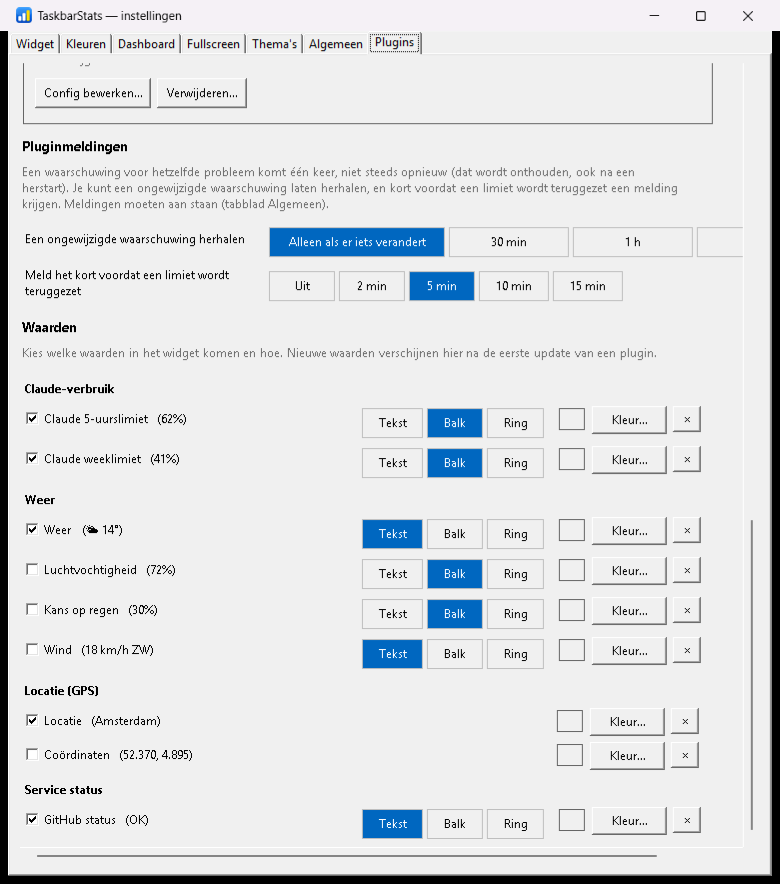 TaskbarStats — instellingen
Widget Kleuren Dashboard Fullscreen Thema's Algemeen Plugins
Config bewerken... Verwijderen...
Pluginmeldingen
Een waarschuwing voor hetzelfde probleem komt één keer, niet steeds opnieuw (dat wordt onthouden, ook na een
herstart). Je kunt een ongewijzigde waarschuwing laten herhalen, en kort voordat een limiet wordt teruggezet een melding
krijgen. Meldingen moeten aan staan (tabblad Algemeen).
Een ongewijzigde waarschuwing herhalen Alleen als er iets verandert 30 min 1 h
Meld het kort voordat een limiet wordt
teruggezet Uit 2 min 5 min 10 min 15 min
Waarden
Kies welke waarden in het widget komen en hoe. Nieuwe waarden verschijnen hier na de eerste update van een plugin.
Claude-verbruik
Claude 5-uurslimiet (62%) Tekst Balk Ring Kleur... ×
Claude weeklimiet (41%) Tekst Balk Ring Kleur... ×
Weer
Weer (🌥 14°) Tekst Balk Ring Kleur... ×
Luchtvochtigheid (72%) Tekst Balk Ring Kleur... ×
Kans op regen (30%) Tekst Balk Ring Kleur... ×
Wind (18 km/h ZW) Tekst Balk Ring Kleur... ×
Locatie (GPS)
Locatie (Amsterdam) Kleur... ×
Coördinaten (52.370, 4.895) Kleur... ×
Service status
GitHub status (OK) Tekst Balk Ring Kleur... ×